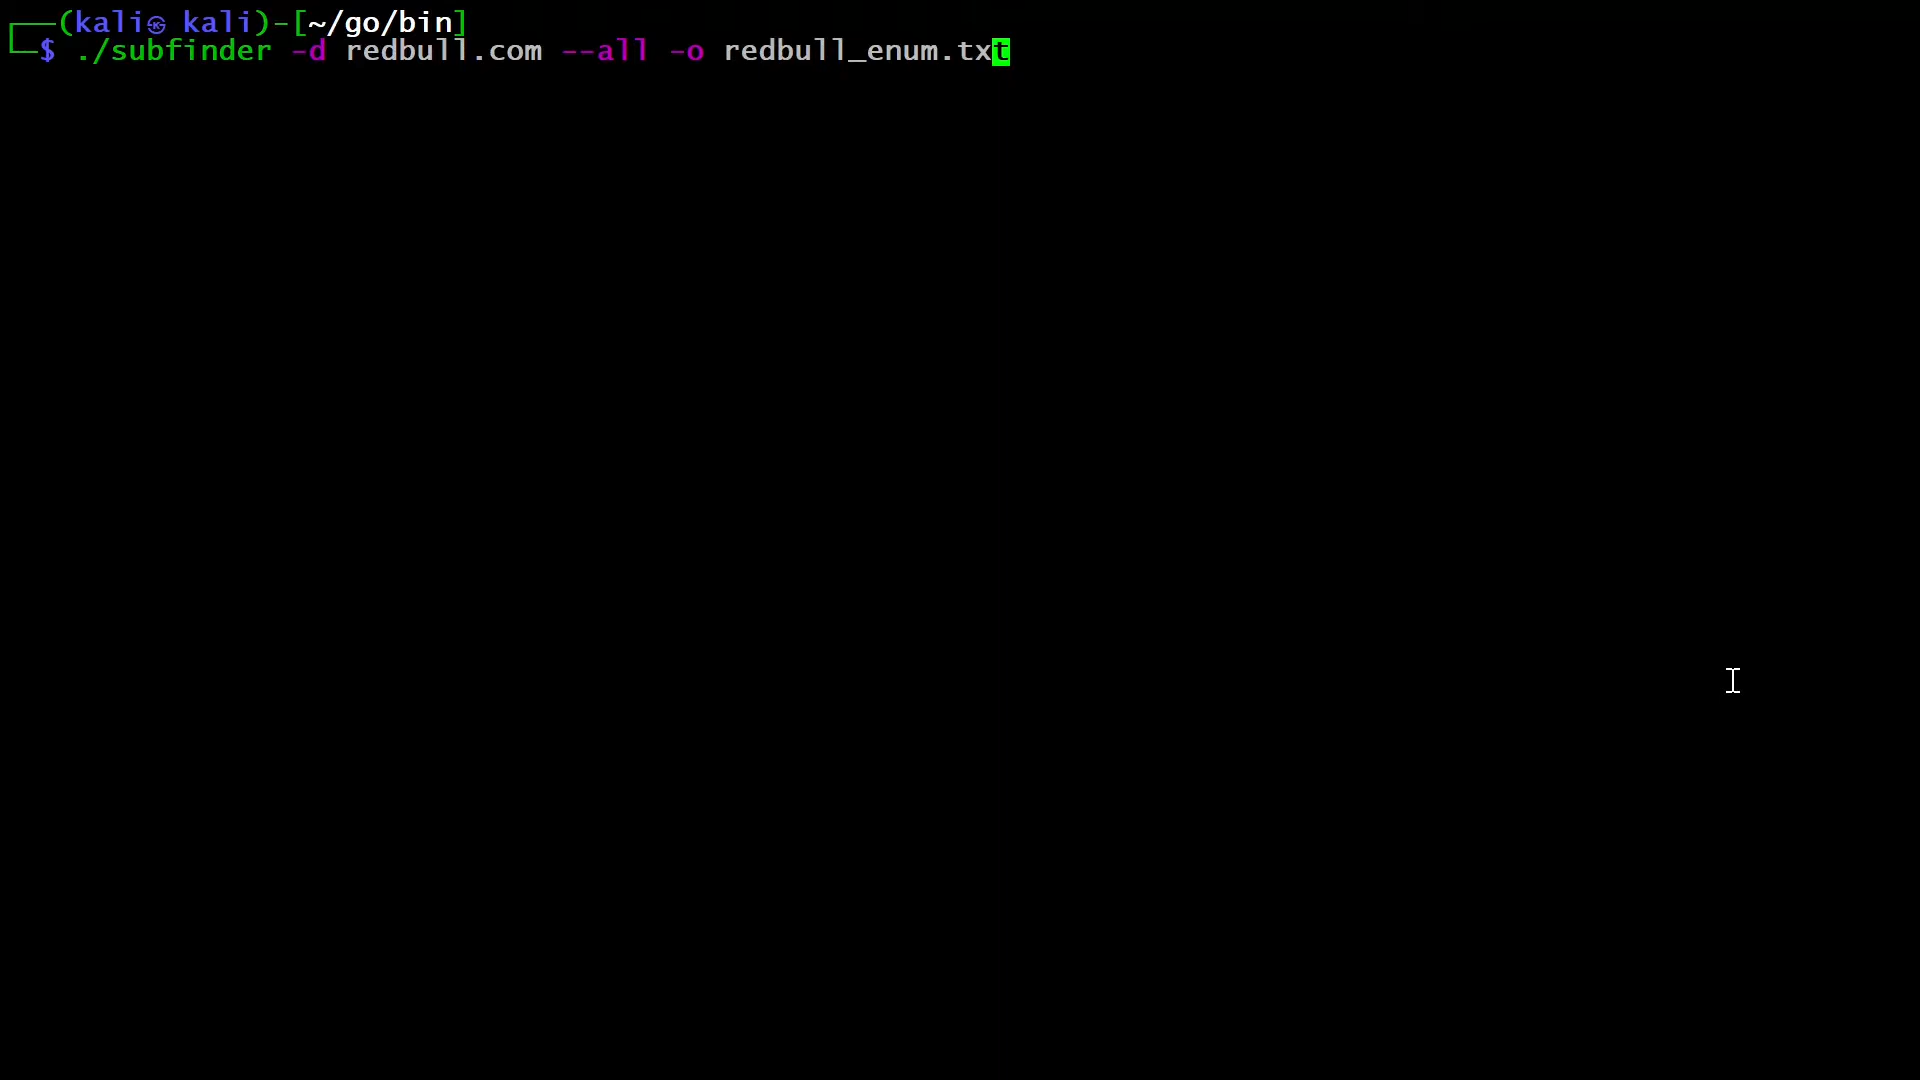 ┌──(kali㉿ kali)-[~/go/bin]
└─$ ./subfinder -d redbull.com --all -o redbull_enum.txt